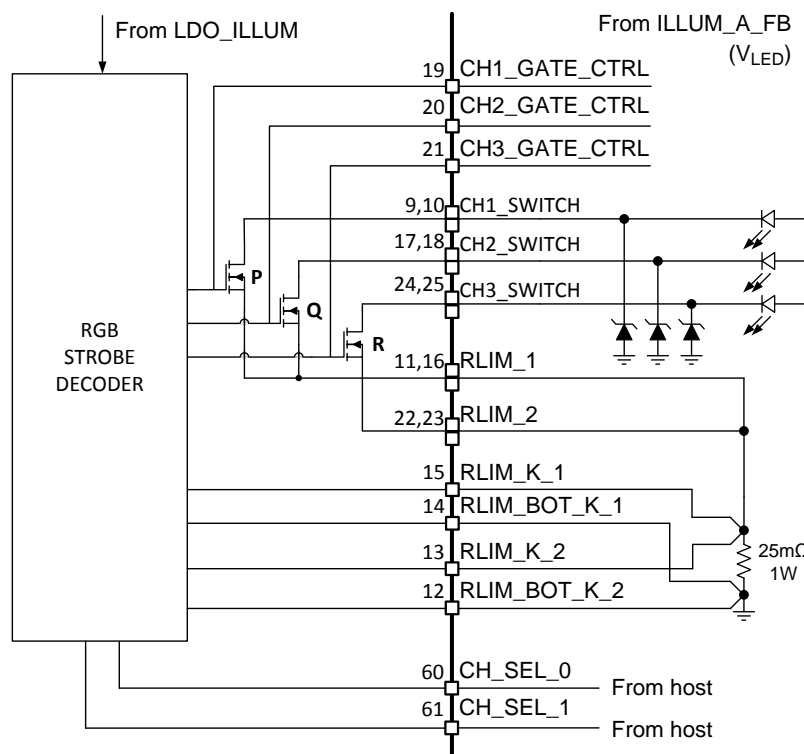 From LDO_ILLUM
From ILLUM_A_FB
(VLED)
19 CH1_GATE_CTRL
20 CH2_GATE_CTRL
21 CH3_GATE_CTRL
9,10 CH1_SWITCH
17,18 CH2_SWITCH
24,25 CH3_SWITCH
P
Q
R
RGB
STROBE
DECODER
11,16 RLIM_1
22,23 RLIM_2
15 RLIM_K_1
14 RLIM_BOT_K_1
13 RLIM_K_2
12 RLIM_BOT_K_2
25mΩ
1W
60 CH_SEL_0 From host
61 CH_SEL_1 From host